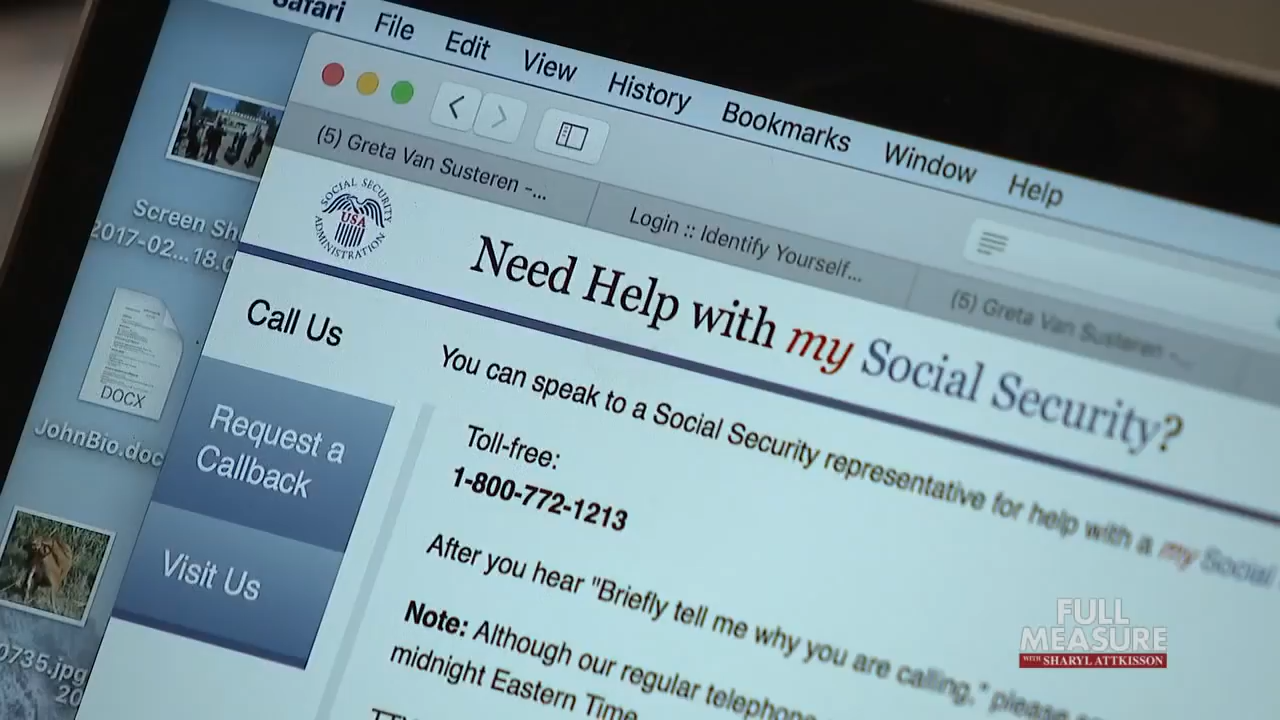 Safari File Edit View History Bookmarks Window Help
(5) Greta Van Susteren -...
Login :: Identify Yourself...
(5) Greta Van Susteren -...
SOCIAL SECURITY
USA
ADMINISTRATION
Need Help with my Social Security?
Call Us
Request a
Callback
Visit Us
You can speak to a Social Security representative for help with a my Social
Toll-free:
1-800-772-1213
After you hear "Briefly tell me why you are calling," please
Note: Although our regular telephone
midnight Eastern Time.
Screen Sh
2017-02...18.0
DOCX
JohnBio.doc
0735.jpg
20
FULL
MEASURE
WITH SHARYL ATTKISSON